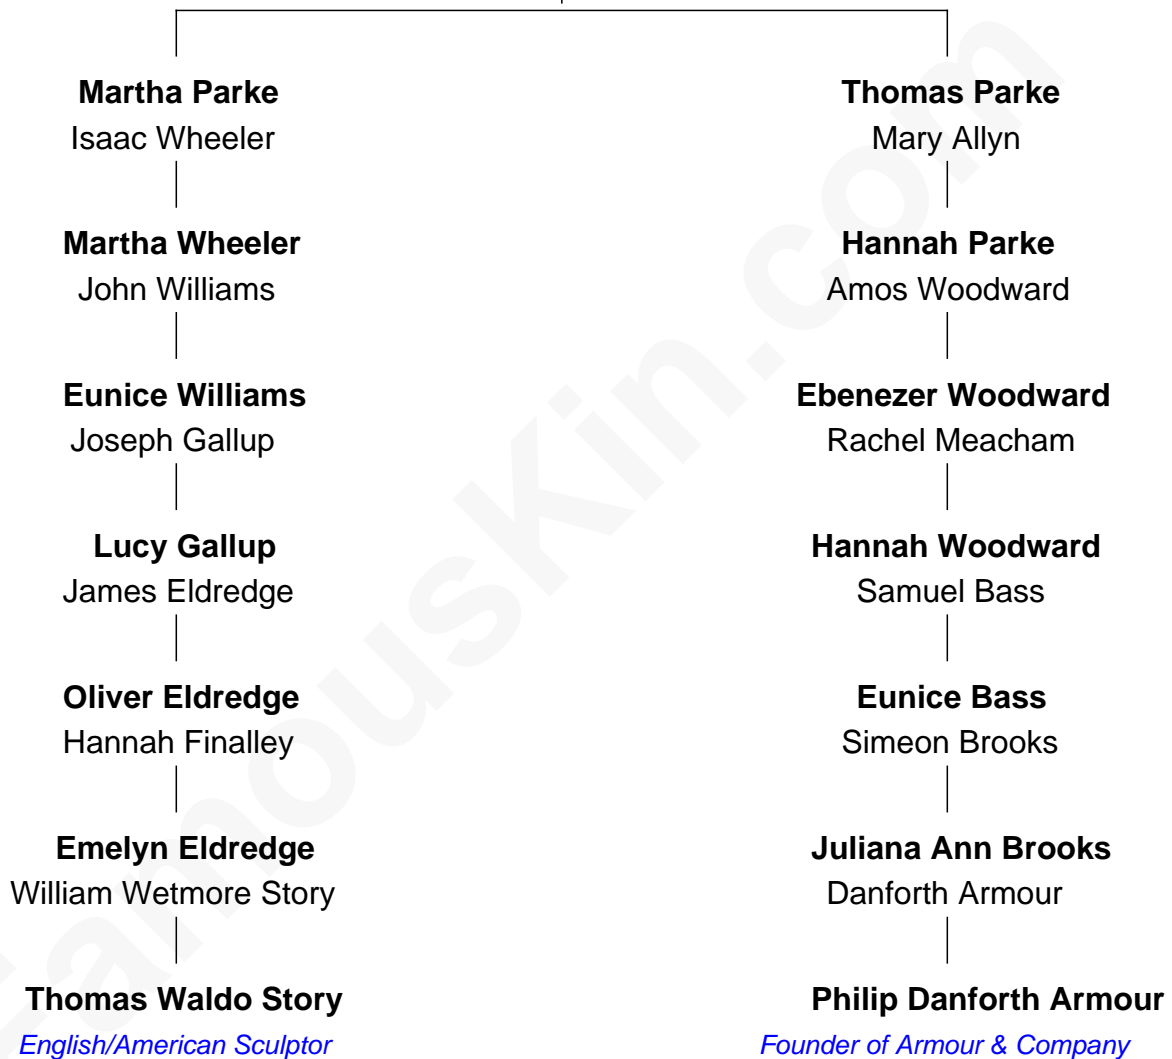 Martha Parke
Isaac Wheeler
Martha Wheeler
John Williams
Eunice Williams
Joseph Gallup
Lucy Gallup
James Eldredge
Oliver Eldredge
Hannah Finalley
Emelyn Eldredge
William Wetmore Story
Thomas Waldo Story
English/American Sculptor
Thomas Parke
Mary Allyn
Hannah Parke
Amos Woodward
Ebenezer Woodward
Rachel Meacham
Hannah Woodward
Samuel Bass
Eunice Bass
Simeon Brooks
Juliana Ann Brooks
Danforth Armour
Philip Danforth Armour
Founder of Armour & Company
FamousKin.com